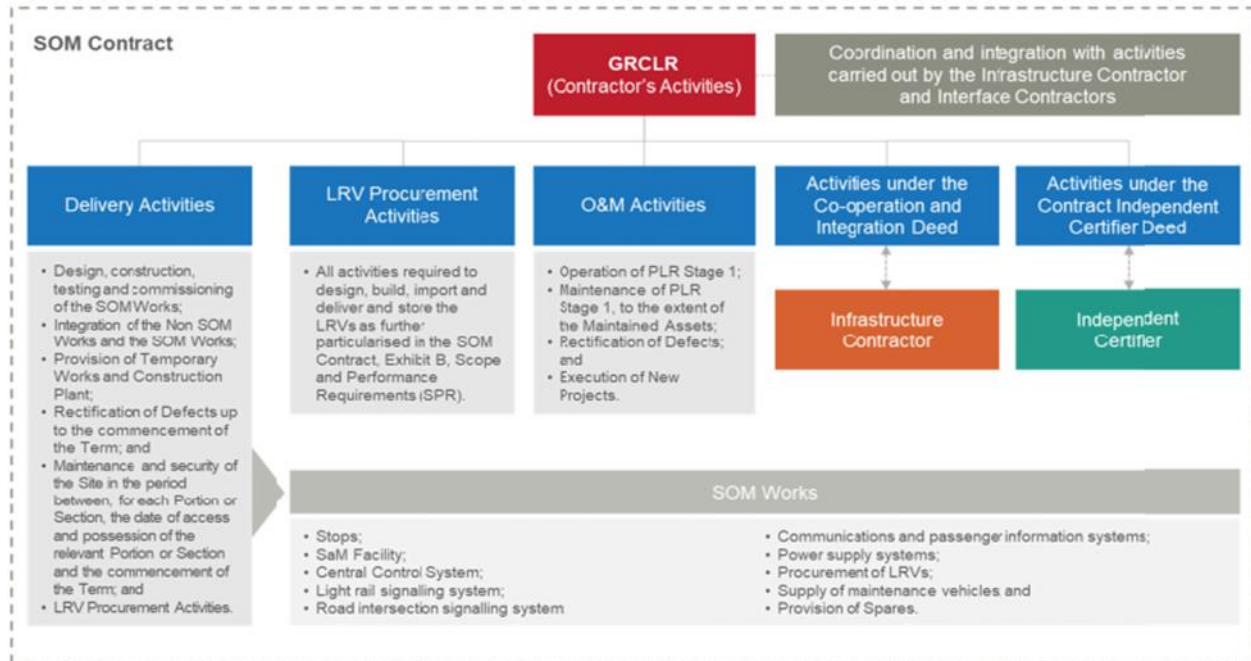 SOM Contract
GRCLR
(Contractor's Activities)
Coordination and integration with activities
carried out by the Infrastructure Contractor
and Interface Contractors
Delivery Activities
LRV Procurement
Activities
O&M Activities
Activities under the
Co-operation and
Integration Deed
Activities under the
Contract Independent
Certifier Deed
• Design, construction,
testing and commissioning
of the SOM Works;
• Integration of the Non SOM
Works and the SOM Works;
• Provision of Temporary
Works and Construction
Plant;
• Rectification of Defects up
to the commencement of
the Term; and
• Maintenance and security of
the Site in the period
between, for each Portion or
Section, the date of access
and possession of the
relevant Portion or Section
and the commencement of
the Term; and
• LRV Procurement Activities.
• All activities required to
design, build, import and
deliver and store the
LRVs as further
particularised in the SOM
Contract, Exhibit B, Scope
and Performance
Requirements (SPR).
• Operation of PLR Stage 1;
• Maintenance of PLR
Stage 1, to the extent of
the Maintained Assets;
• Rectification of Defects;
and
• Execution of New
Projects.
Infrastructure
Contractor
Independent
Certifier
SOM Works
• Stops;
• SaM Facility;
• Central Control System;
• Light rail signalling system;
• Road intersection signalling system
• Communications and passenger information systems;
• Power supply systems;
• Procurement of LRVs;
• Supply of maintenance vehicles; and
• Provision of Spares.